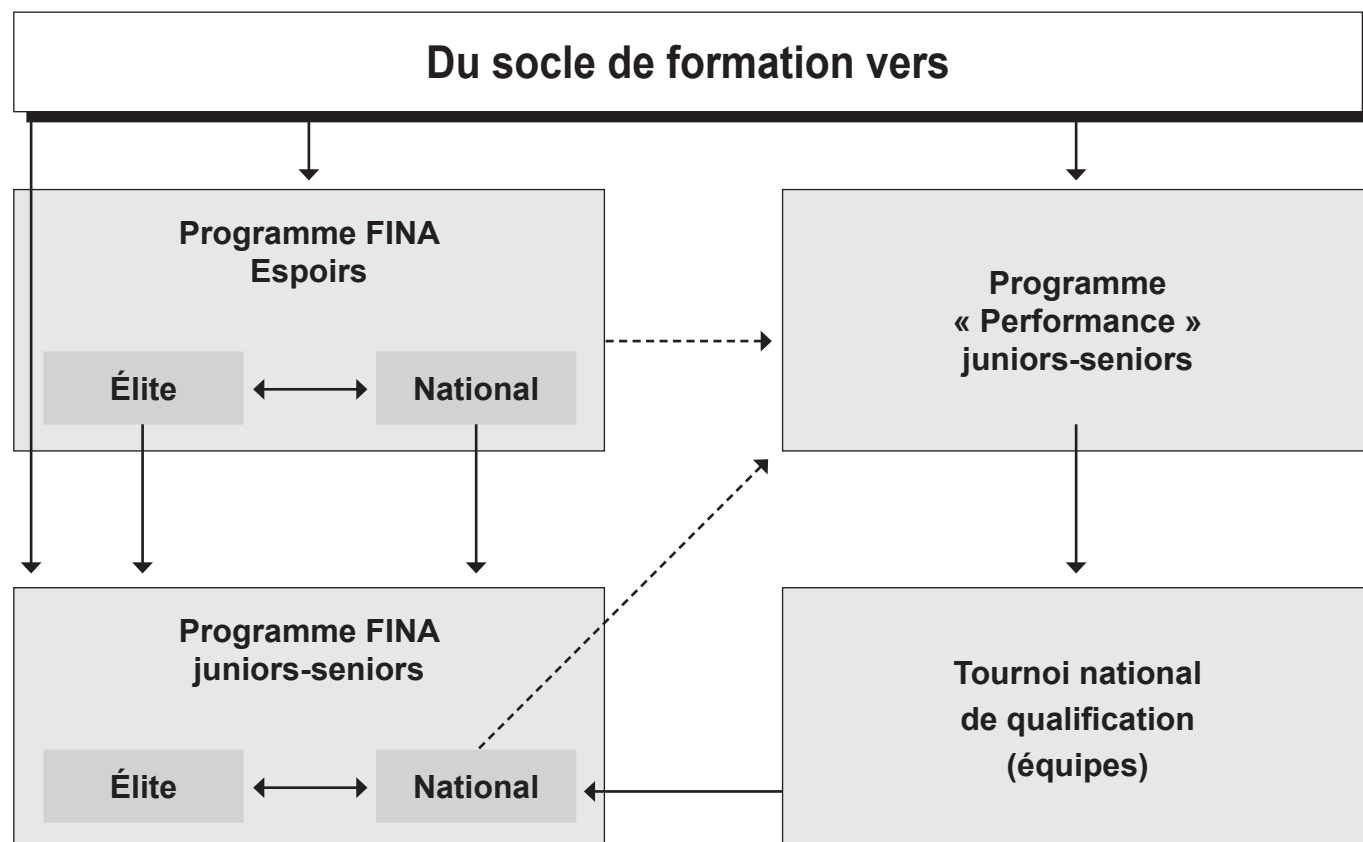 Du socle de formation vers
Programme FINA
Espoirs
Élite
National
Programme
« Performance »
juniors-seniors
Programme FINA
juniors-seniors
Élite
National
Tournoi national
de qualification
(équipes)